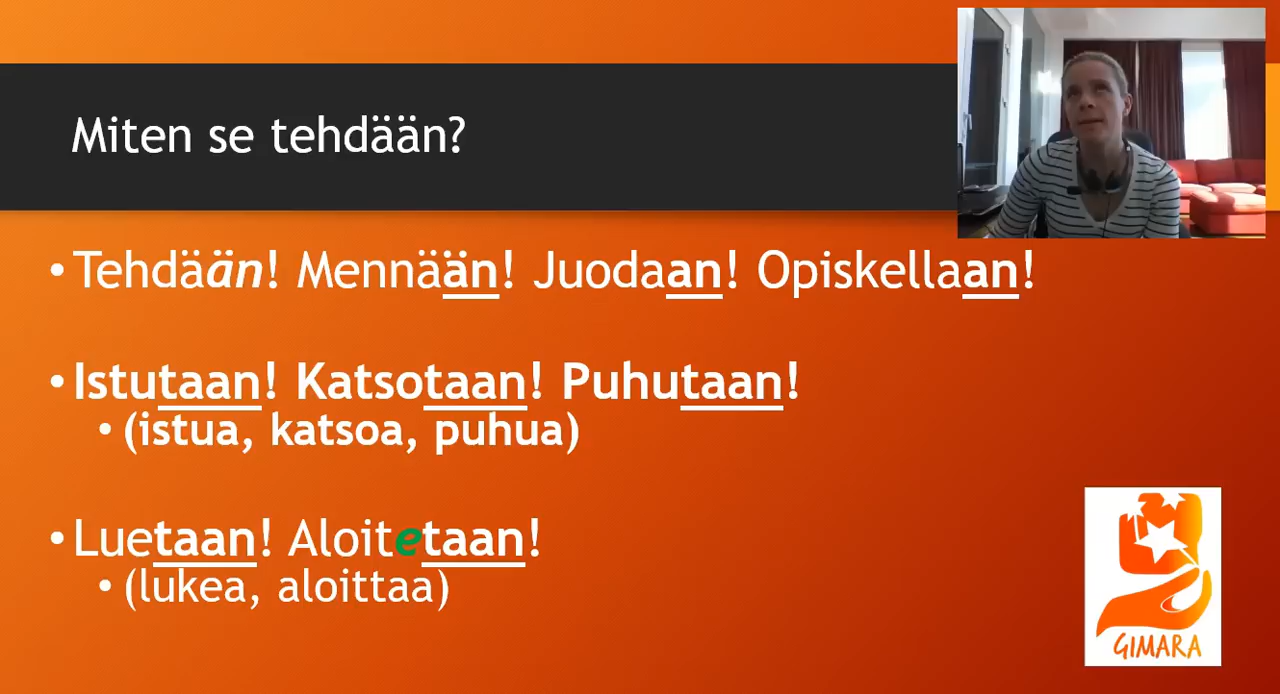 Miten se tehdään?
• Tehdään! Mennään! Juodaan! Opiskellaan!
• Istutaan! Katsotaan! Puhutaan!
• (istua, katsoa, puhua)
• Luetaan! Aloitetaan!
• (lukea, aloittaa)
GIMARA